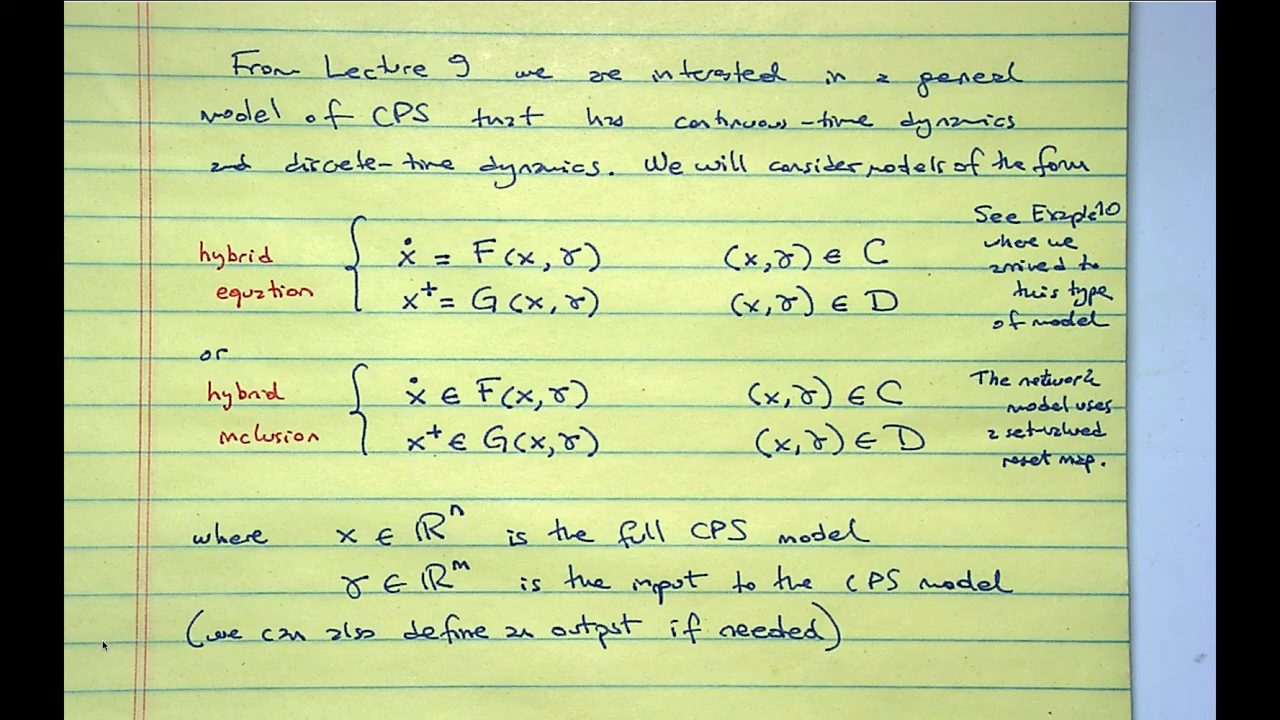 From Lecture 9 we are interested in a general
model of CPS that has continuous-time dynamics
and discrete-time dynamics. We will consider models of the form
hybrid equation
ẋ = F(x, γ) (x, γ) ∈ C
x⁺ = G(x, γ) (x, γ) ∈ D
See Example 10
where we
arrived to
this type
of model
or
hybrid inclusion
ẋ ∈ F(x, γ) (x, γ) ∈ C
x⁺ ∈ G(x, γ) (x, γ) ∈ D
The network
model uses
a set-valued
reset map.
where x ∈ ℝⁿ is the full CPS model
γ ∈ ℝᵐ is the input to the CPS model
(we can also define an output if needed)